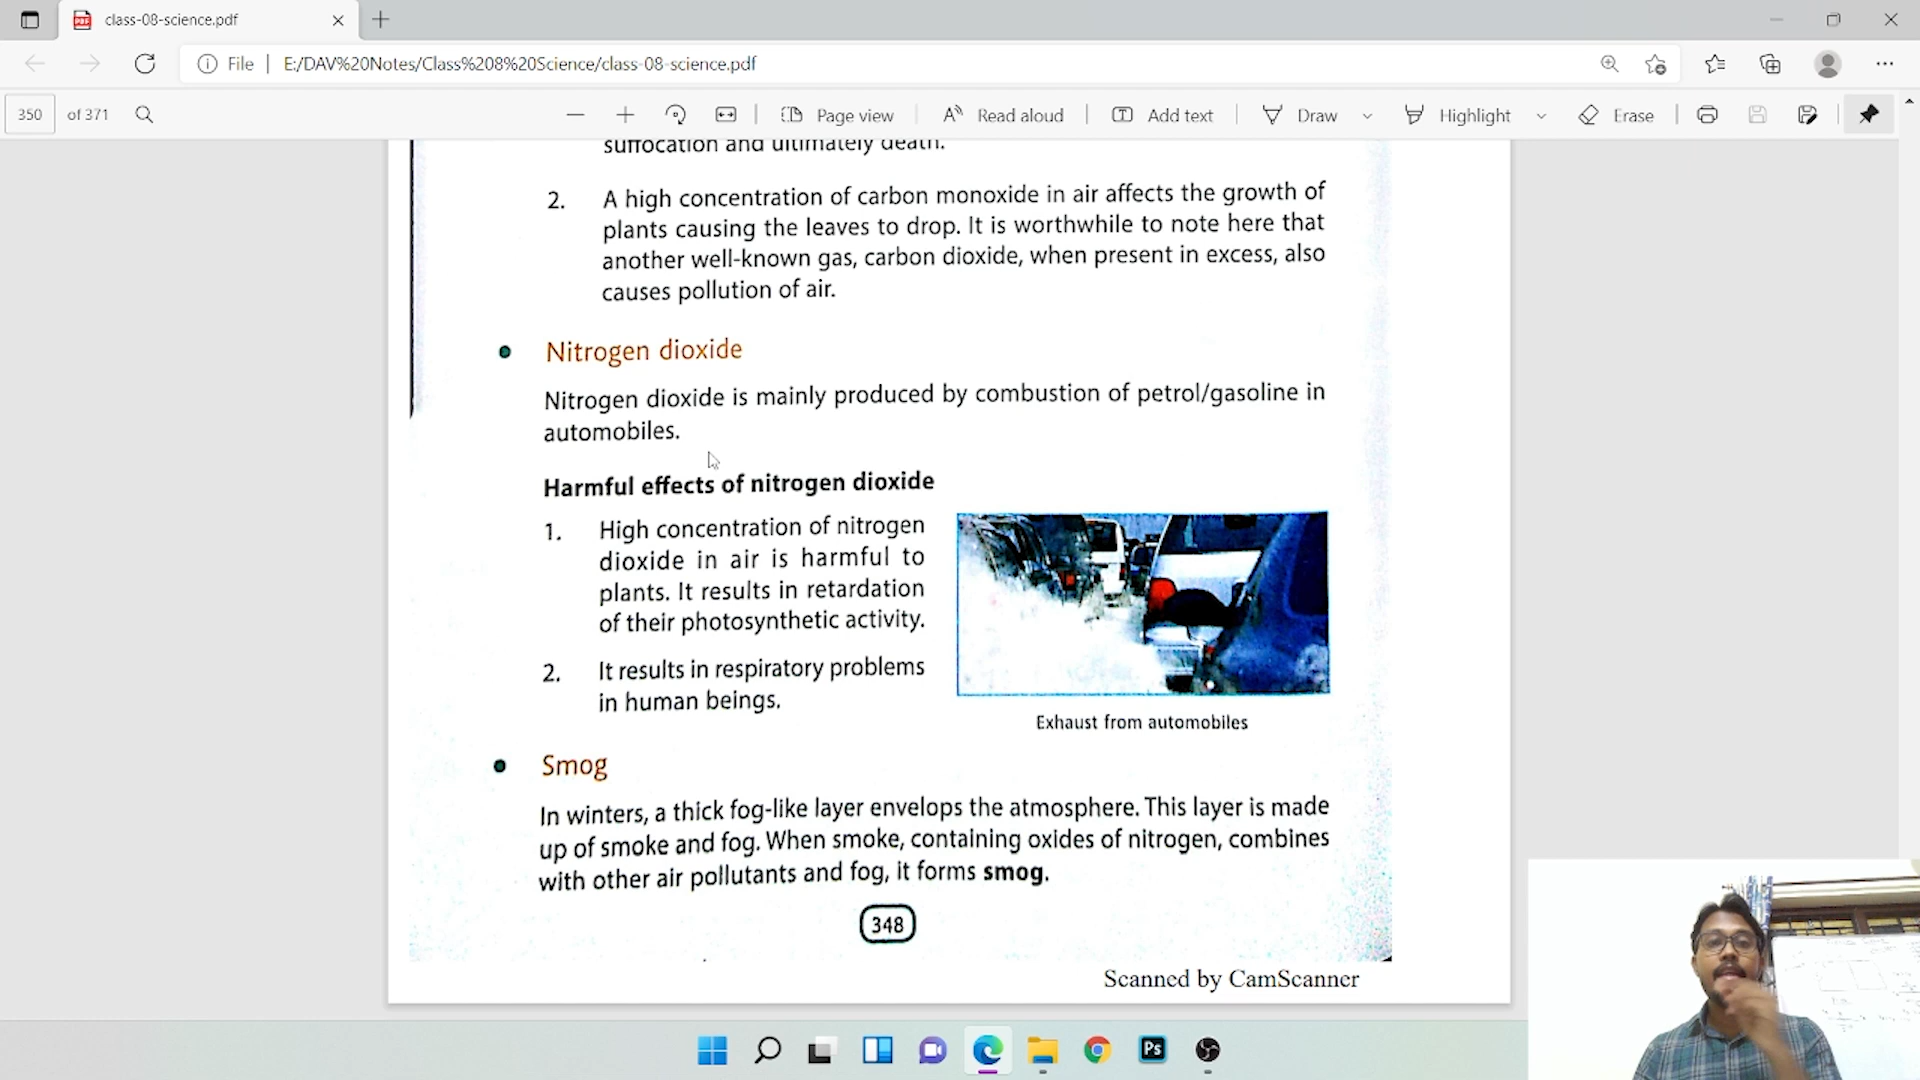 class-08-science.pdf
File | E:/DAV%20Notes/Class%208%20Science/class-08-science.pdf
350 of 371
Page view
Read aloud
Add text
Draw
Highlight
Erase
suffocation and ultimately death.
2. A high concentration of carbon monoxide in air affects the growth of
plants causing the leaves to drop. It is worthwhile to note here that
another well-known gas, carbon dioxide, when present in excess, also
causes pollution of air.
• Nitrogen dioxide
Nitrogen dioxide is mainly produced by combustion of petrol/gasoline in
automobiles.
Harmful effects of nitrogen dioxide
1. High concentration of nitrogen
dioxide in air is harmful to
plants. It results in retardation
of their photosynthetic activity.
2. It results in respiratory problems
in human beings.
Exhaust from automobiles
• Smog
In winters, a thick fog-like layer envelops the atmosphere. This layer is made
up of smoke and fog. When smoke, containing oxides of nitrogen, combines
with other air pollutants and fog, it forms smog.
348
Scanned by CamScanner
Ps